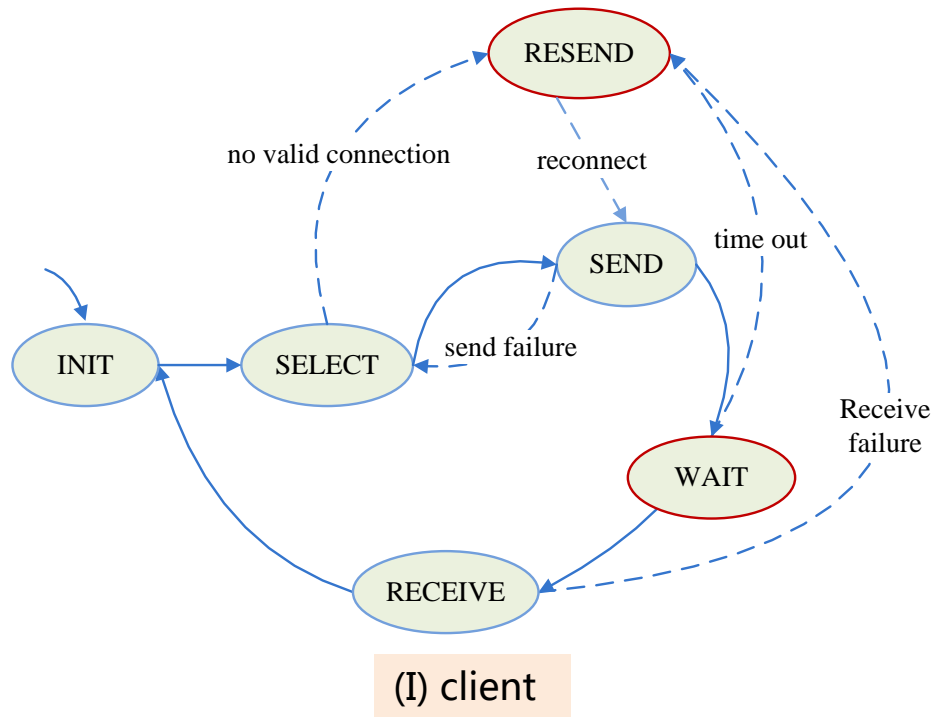 RESEND
no valid connection
reconnect
time out
SEND
send failure
INIT
SELECT
Receive
failure
WAIT
RECEIVE
(I) client